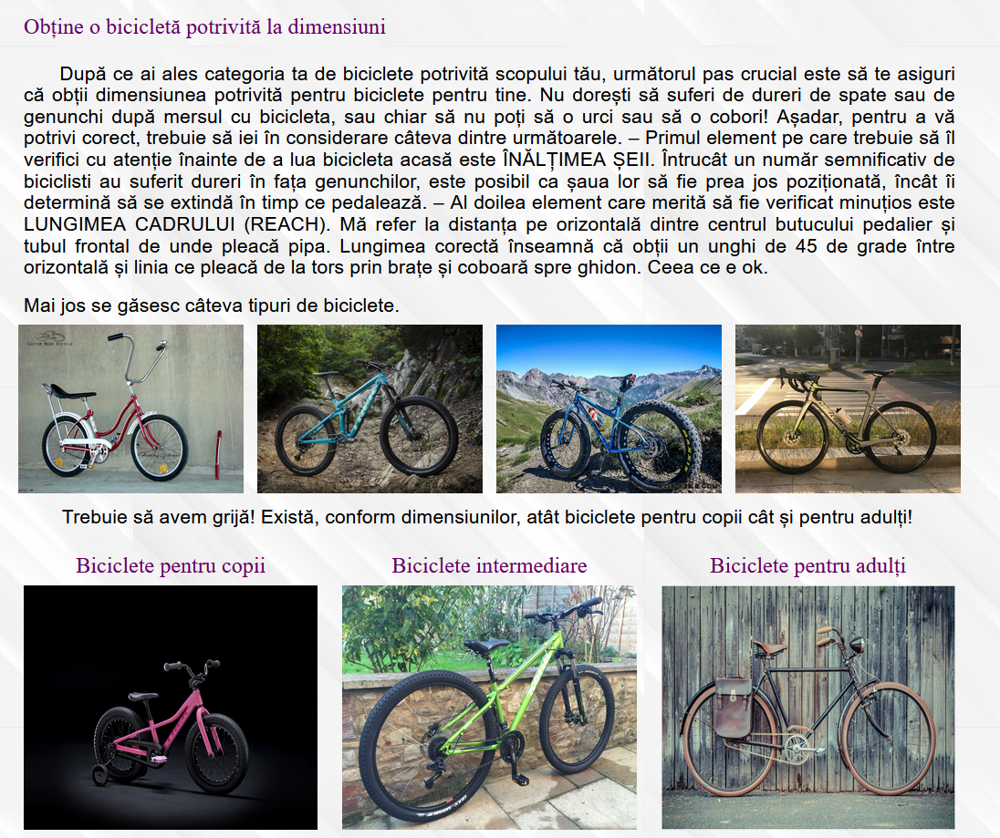 Obține o bicicletă potrivită la dimensiuni
După ce ai ales categoria ta de biciclete potrivită scopului tău, următorul pas crucial este să te asiguri
că obții dimensiunea potrivită pentru biciclete pentru tine. Nu dorești să suferi de dureri de spate sau de
genunchi după mersul cu bicicleta, sau chiar să nu poți să o urci sau să o cobori! Așadar, pentru a vă
potrivi corect, trebuie să iei în considerare câteva dintre următoarele. – Primul element pe care trebuie să îl
verifici cu atenție înainte de a lua bicicleta acasă este ÎNĂLȚIMEA ȘEII. Întrucât un număr semnificativ de
bicicliști au suferit dureri în fața genunchilor, este posibil ca șaua lor să fie prea jos poziționată, încât îi
determină să se extindă în timp ce pedalează. – Al doilea element care merită să fie verificat minuțios este
LUNGIMEA CADRULUI (REACH). Mă refer la distanța pe orizontală dintre centrul butucului pedalier și
tubul frontal de unde pleacă pipa. Lungimea corectă înseamnă că obții un unghi de 45 de grade între
orizontală și linia ce pleacă de la tors prin brațe și coboară spre ghidon. Ceea ce e ok.
Mai jos se găsesc câteva tipuri de biciclete.
Custom Made Bicycle
Trebuie să avem grijă! Există, conform dimensiunilor, atât biciclete pentru copii cât și pentru adulți!
Biciclete pentru copii
Biciclete intermediare
Biciclete pentru adulți